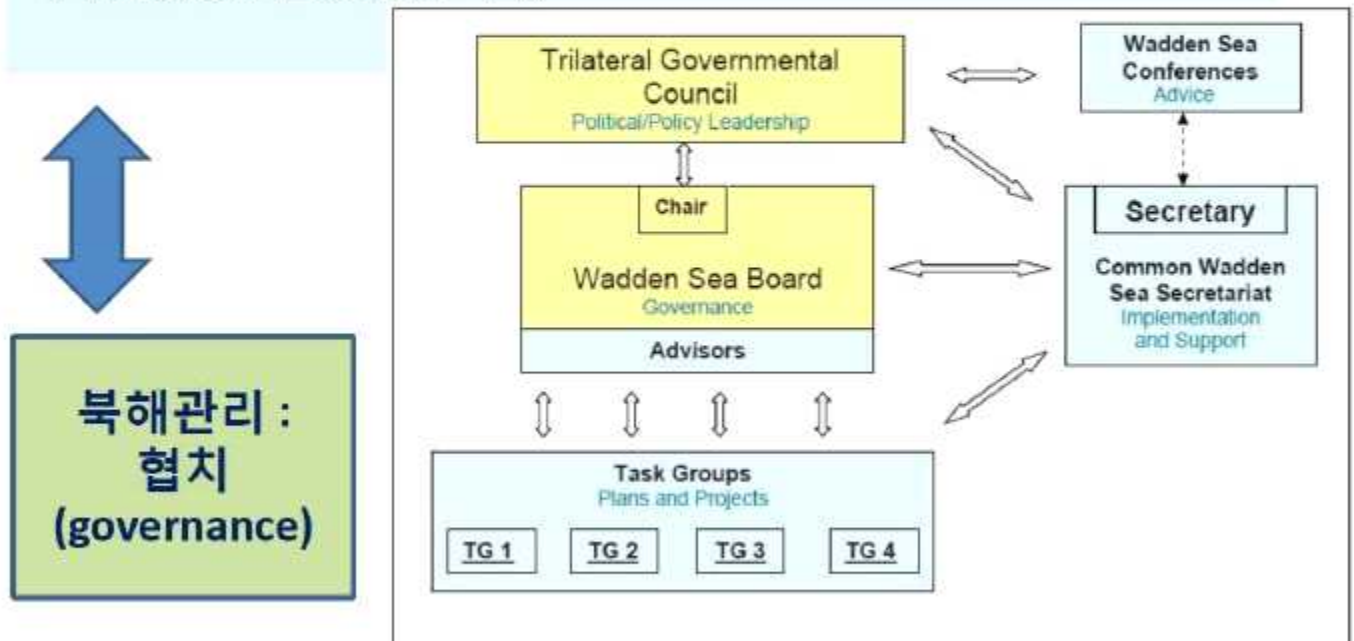 Trilateral Governmental
Council
Political/Policy Leadership
Wadden Sea
Conferences
Advice
Chair
Wadden Sea Board
Governance
Advisors
Secretary
Common Wadden
Sea Secretariat
Implementation
and Support
Task Groups
Plans and Projects
TG 1
TG 2
TG 3
TG 4
북해관리 :
협치
(governance)